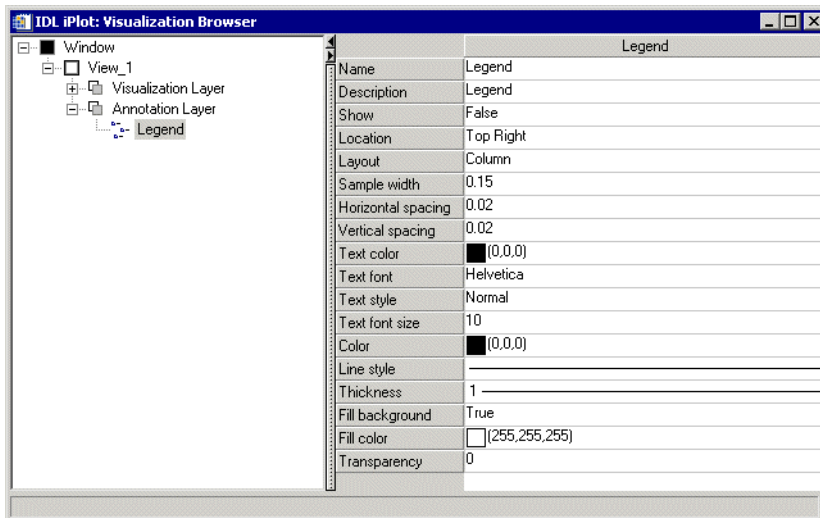 IDL iPlot: Visualization Browser
Window
View_1
Visualization Layer
Annotation Layer
Legend
Legend
Name Legend
Description Legend
Show False
Location Top Right
Layout Column
Sample width 0.15
Horizontal spacing 0.02
Vertical spacing 0.02
Text color (0,0,0)
Text font Helvetica
Text style Normal
Text font size 10
Color (0,0,0)
Line style
Thickness 1
Fill background True
Fill color (255,255,255)
Transparency 0